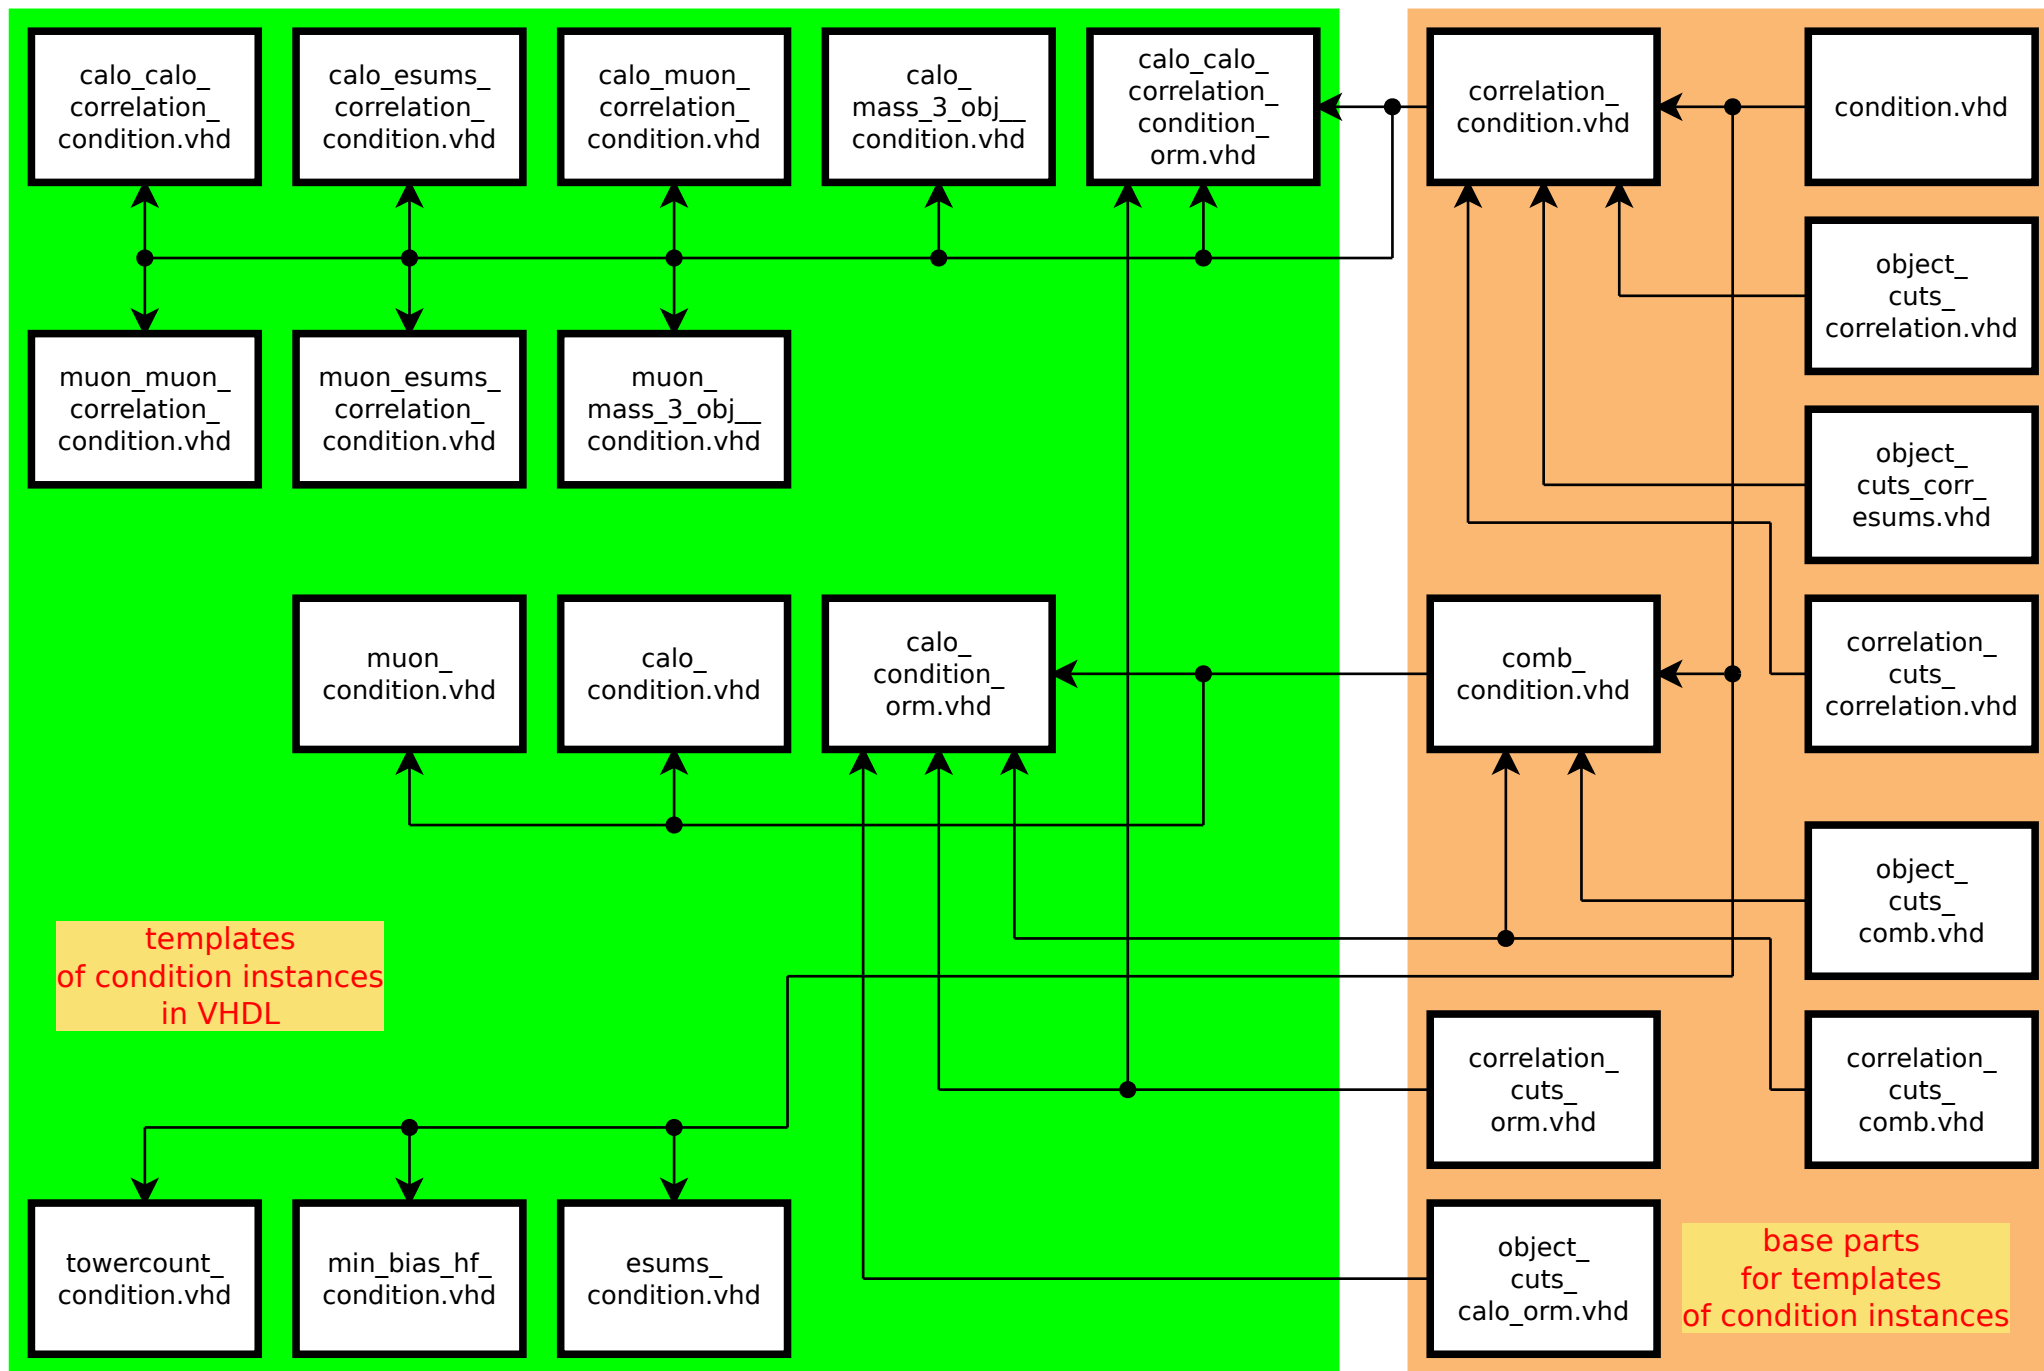 calo_calo_
correlation_
condition.vhd
calo_esums_
correlation_
condition.vhd
calo_muon_
correlation_
condition.vhd
calo_
mass_3_obj__
condition.vhd
calo_calo_
correlation_
condition_
orm.vhd
correlation_
condition.vhd
condition.vhd
object_
cuts_
correlation.vhd
muon_muon_
correlation_
condition.vhd
muon_esums_
correlation_
condition.vhd
muon_
mass_3_obj__
condition.vhd
object_
cuts_corr_
esums.vhd
muon_
condition.vhd
calo_
condition.vhd
calo_
condition_
orm.vhd
comb_
condition.vhd
correlation_
cuts_
correlation.vhd
object_
cuts_
comb.vhd
templates
of condition instances
in VHDL
correlation_
cuts_
orm.vhd
correlation_
cuts_
comb.vhd
towercount_
condition.vhd
min_bias_hf_
condition.vhd
esums_
condition.vhd
object_
cuts_
calo_orm.vhd
base parts
for templates
of condition instances